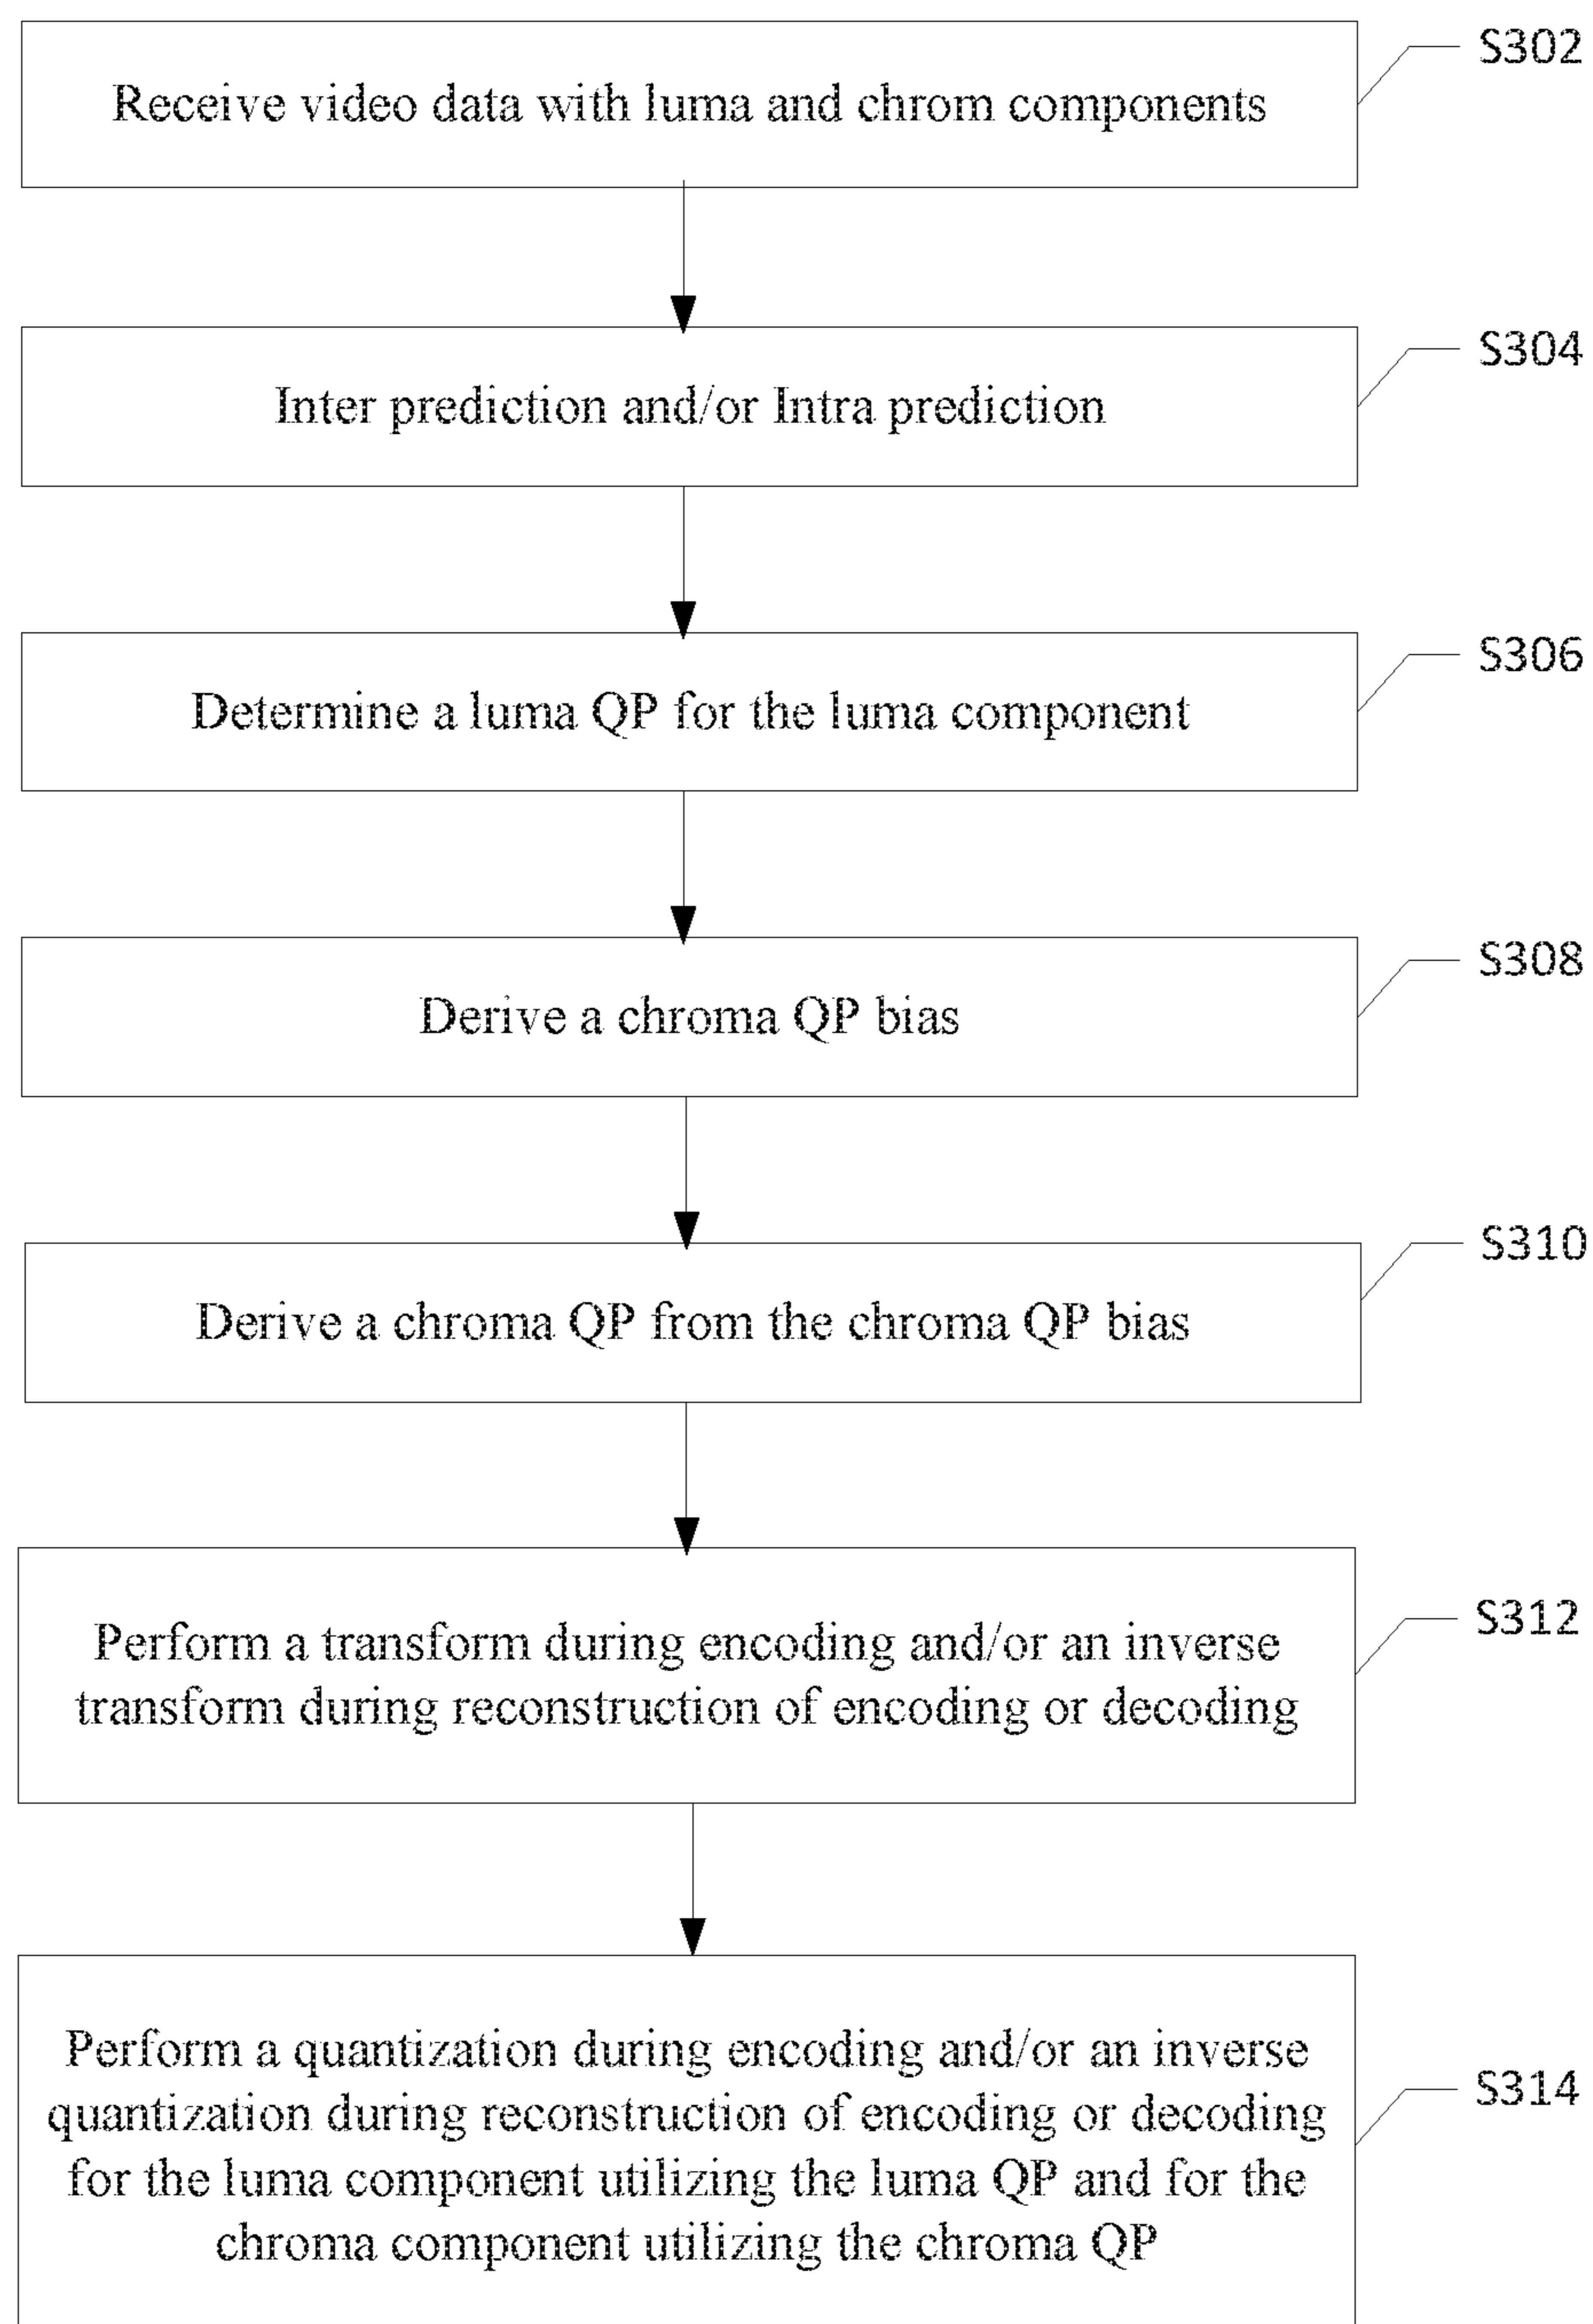 Receive video data with luma and chrom components
S302
Inter prediction and/or Intra prediction
S304
Determine a luma QP for the luma component
S306
Derive a chroma QP bias
S308
Derive a chroma QP from the chroma QP bias
S310
Perform a transform during encoding and/or an inverse
transform during reconstruction of encoding or decoding
S312
Perform a quantization during encoding and/or an inverse
quantization during reconstruction of encoding or decoding
for the luma component utilizing the luma QP and for the
chroma component utilizing the chroma QP
S314